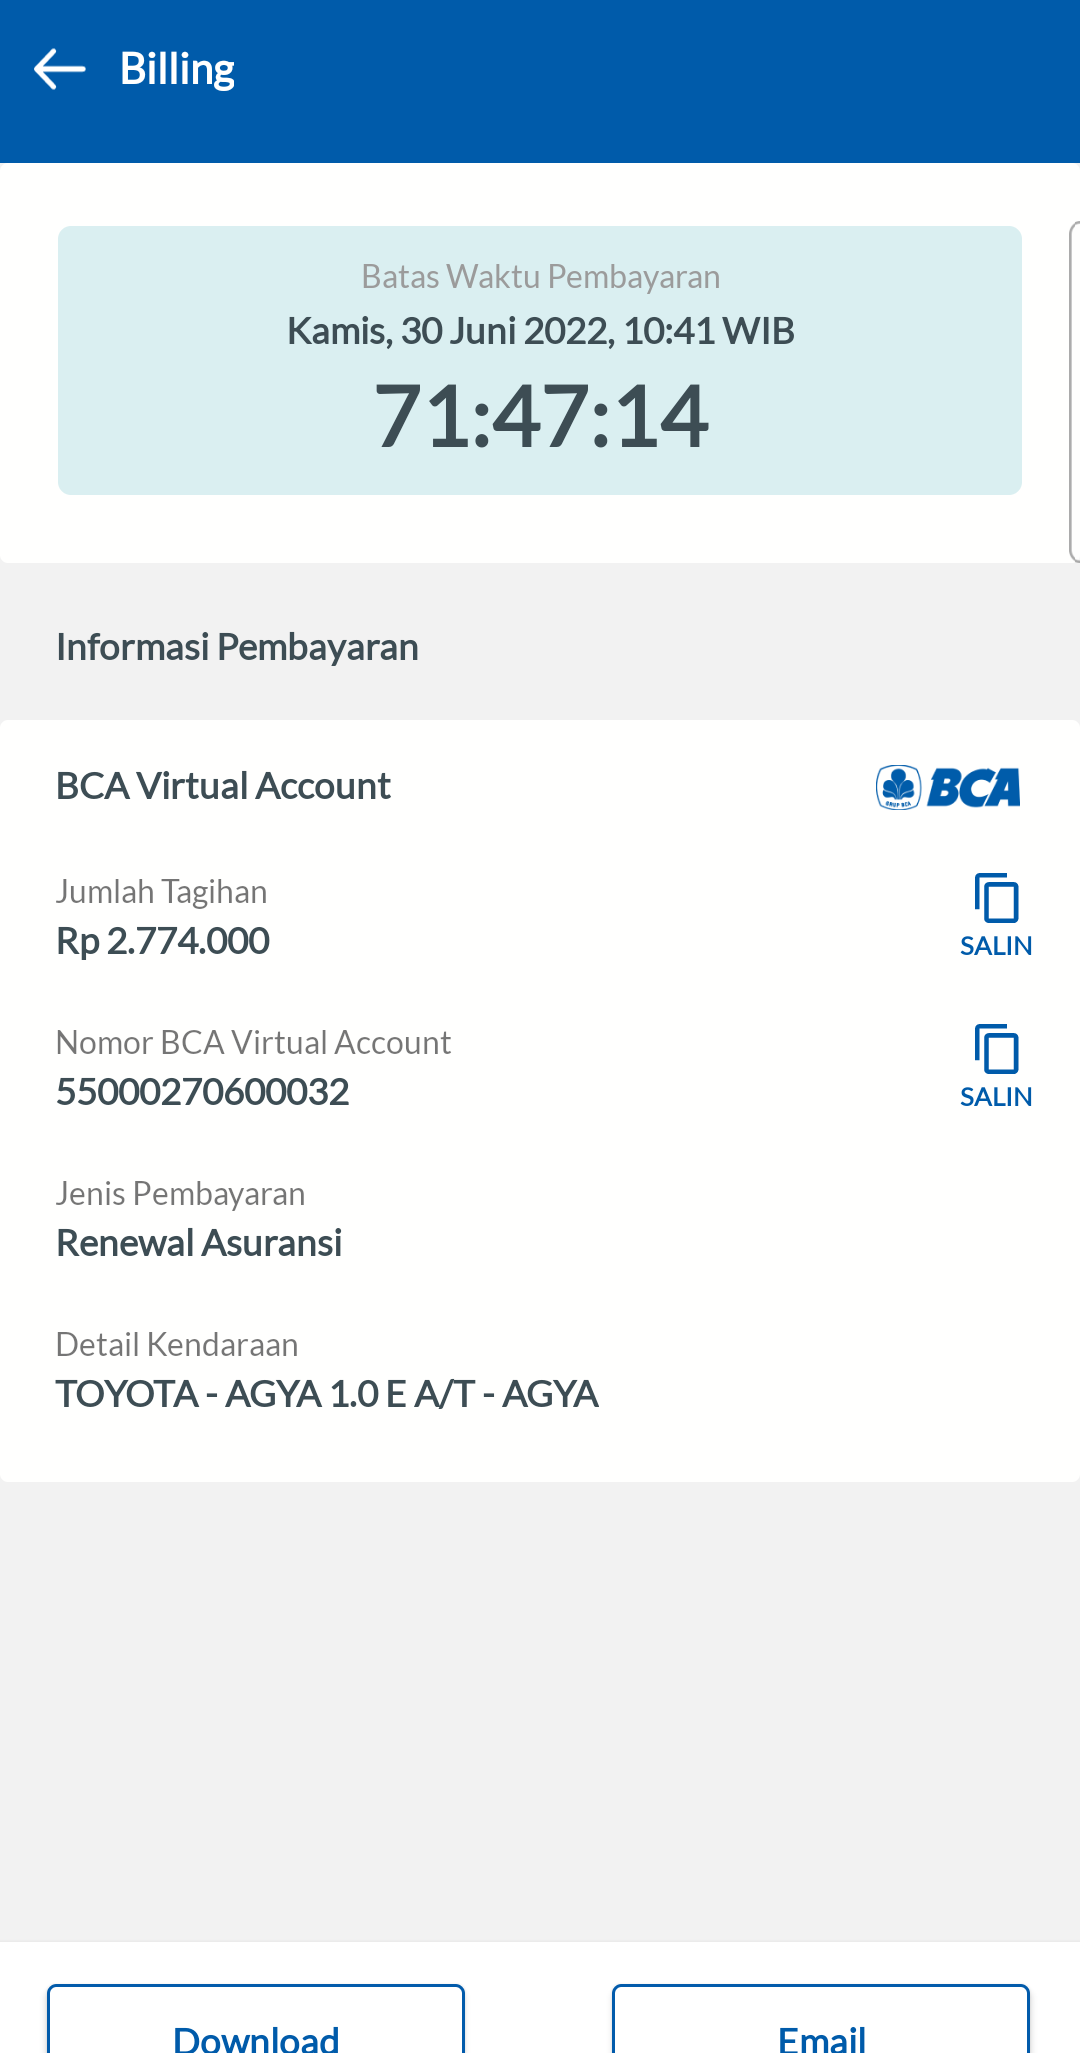 Billing
Batas Waktu Pembayaran
Kamis, 30 Juni 2022, 10:41 WIB
71:47:14
Informasi Pembayaran
BCA Virtual Account
GRUP BCA
BCA
Jumlah Tagihan
Rp 2.774.000
SALIN
Nomor BCA Virtual Account
55000270600032
SALIN
Jenis Pembayaran
Renewal Asuransi
Detail Kendaraan
TOYOTA - AGYA 1.0 E A/T - AGYA
Download
Email